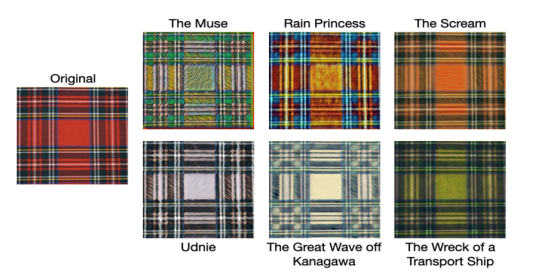 The Muse
Rain Princess
The Scream
Original
Udnie
The Great Wave off
Kanagawa
The Wreck of a
Transport Ship